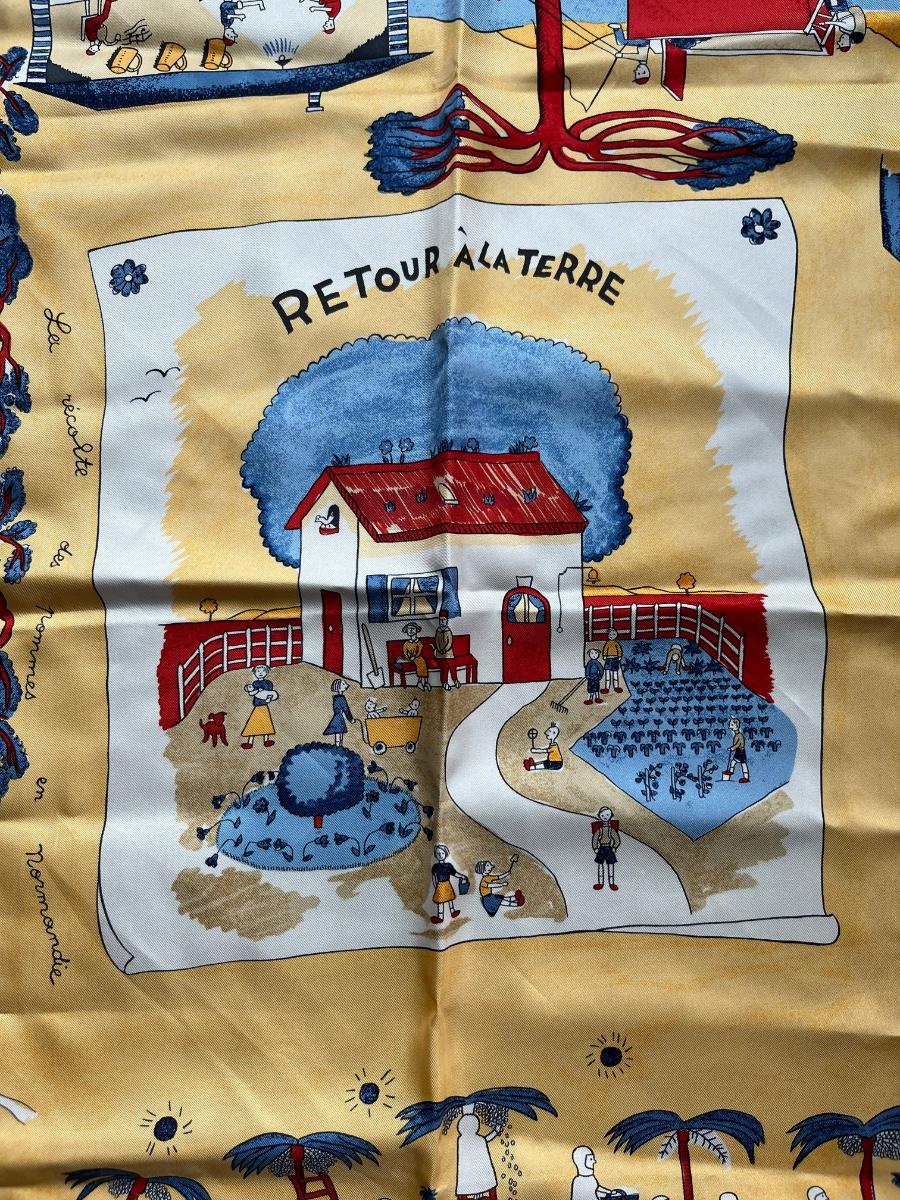 RETOUR À LA TERRE
La récolte des pommes en Normandie